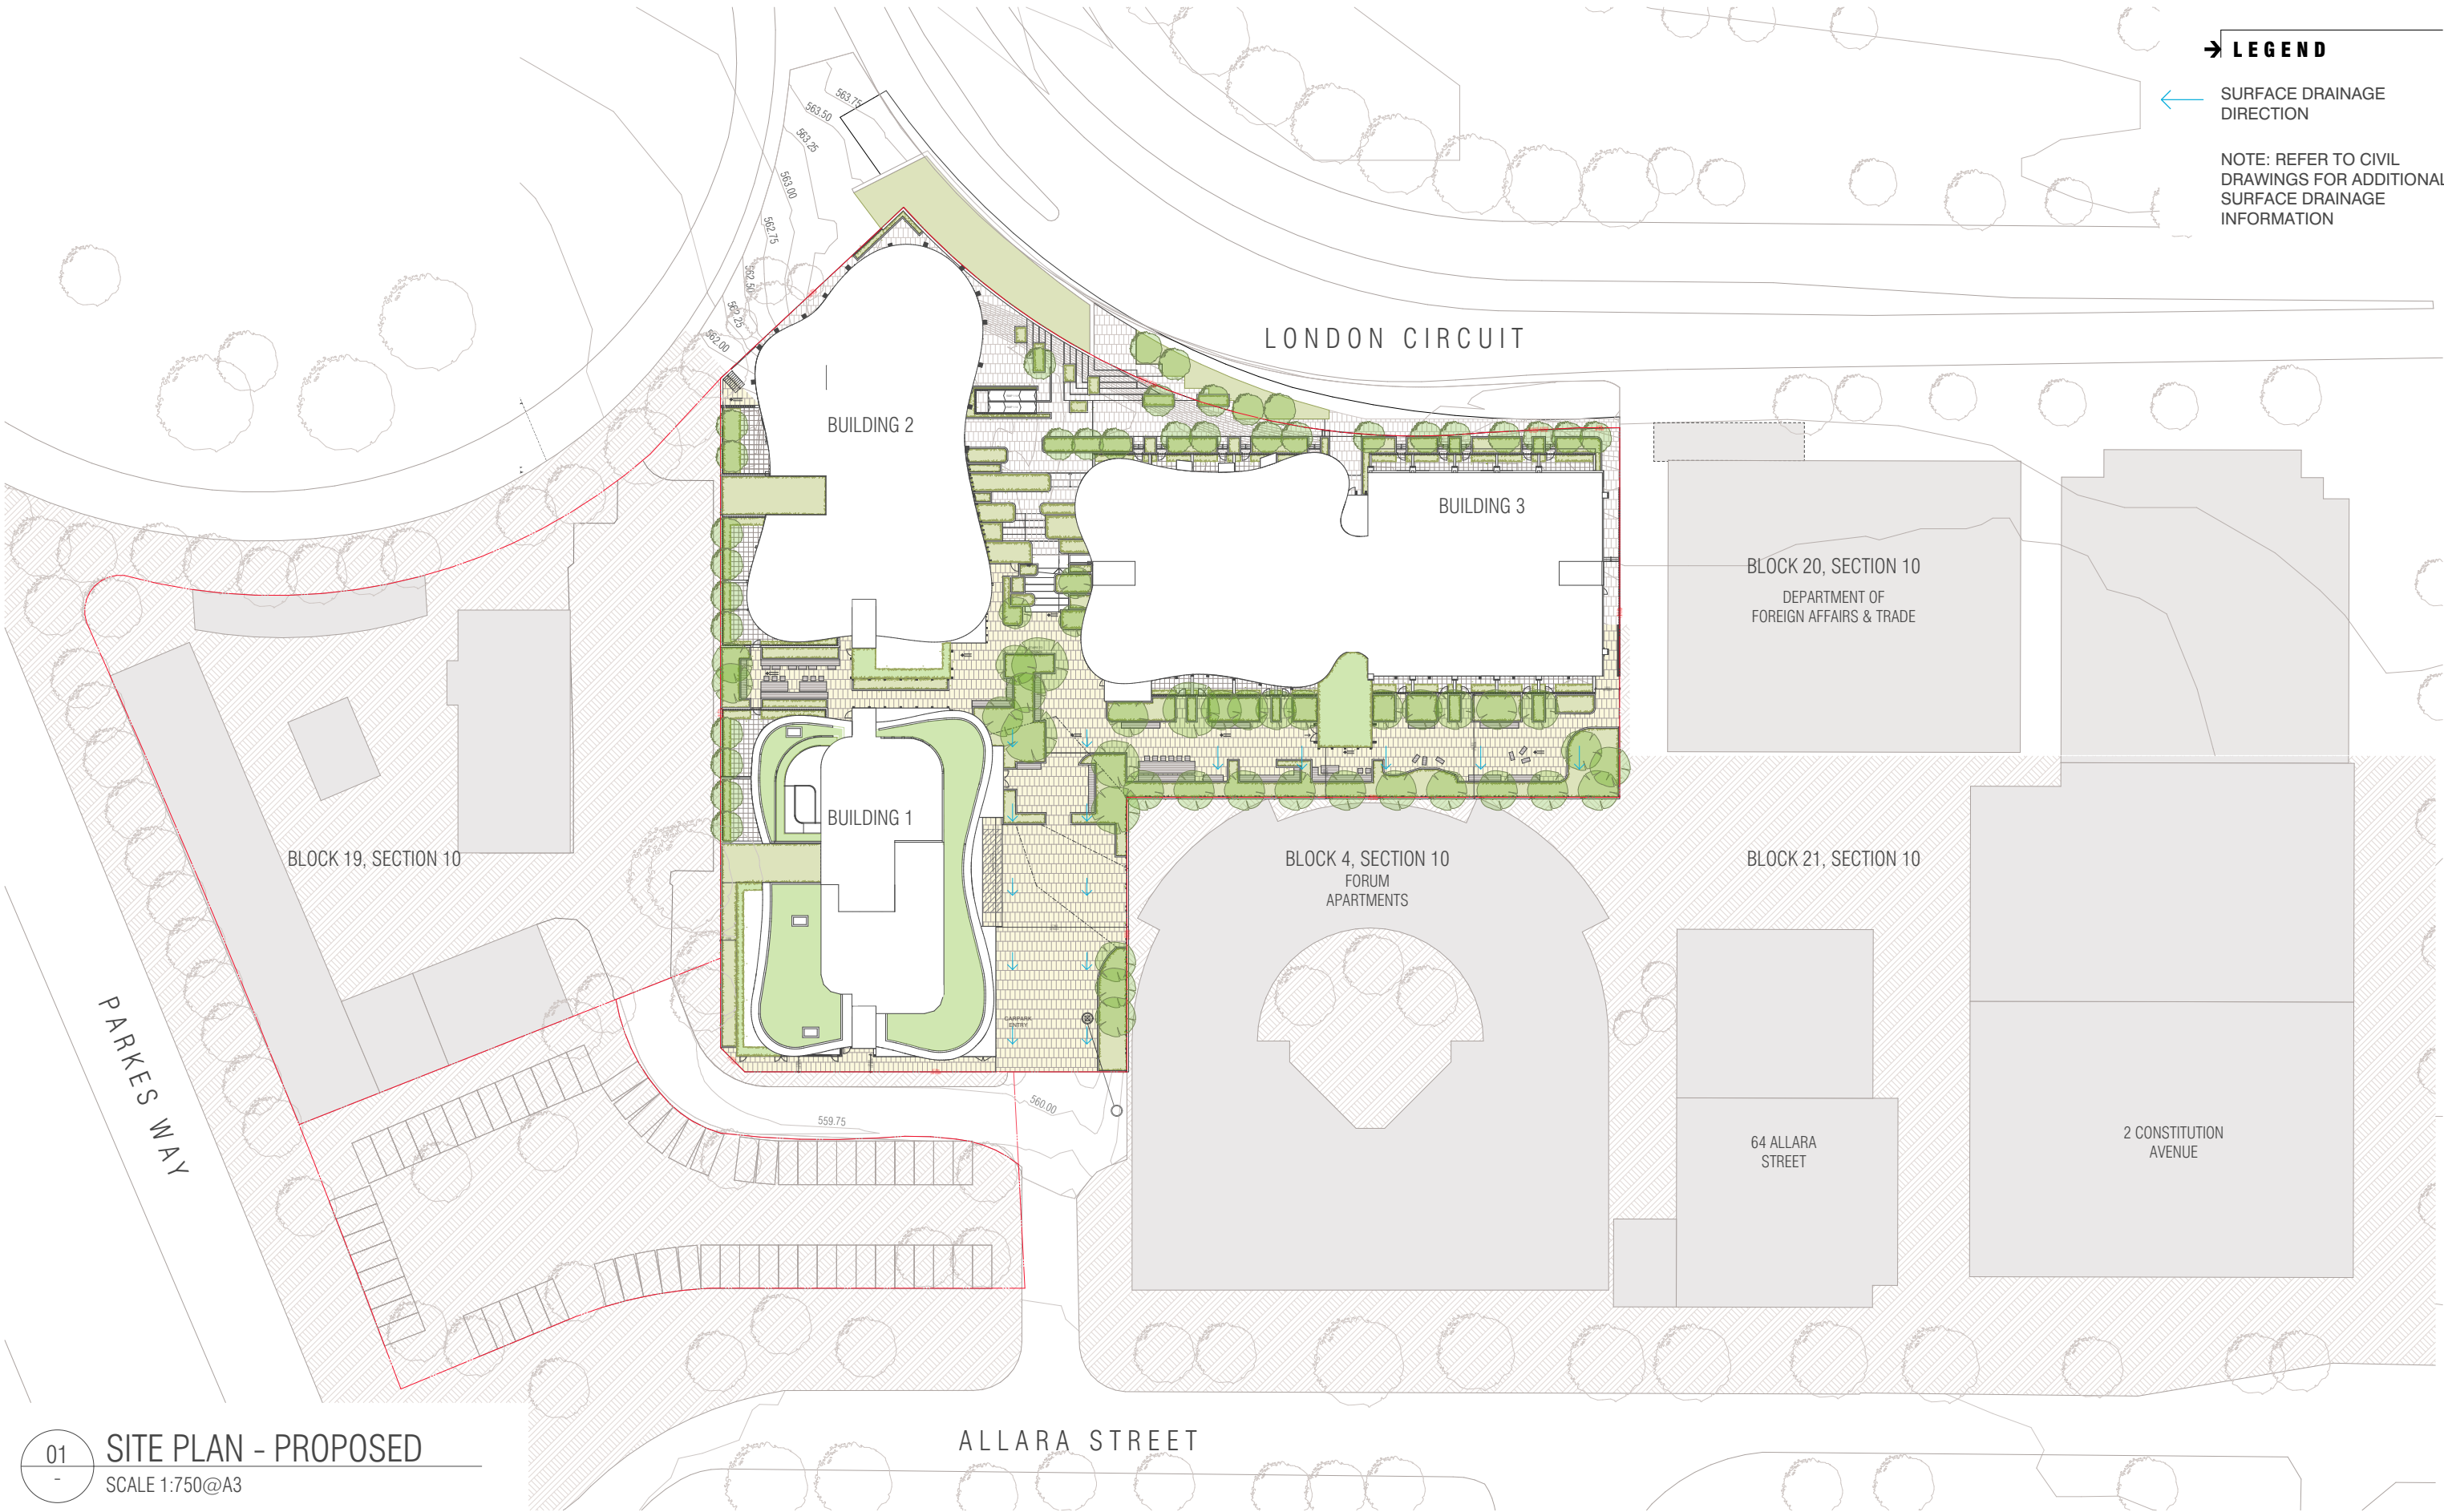 LEGEND
SURFACE DRAINAGE
DIRECTION
NOTE: REFER TO CIVIL
DRAWINGS FOR ADDITIONAL
SURFACE DRAINAGE
INFORMATION
563.75
563.50
563.25
563.00
562.75
562.50
562.25
562.00
LONDON CIRCUIT
BUILDING 2
BUILDING 3
BLOCK 20, SECTION 10
DEPARTMENT OF
FOREIGN AFFAIRS & TRADE
BUILDING 1
BLOCK 19, SECTION 10
BLOCK 4, SECTION 10
FORUM
APARTMENTS
BLOCK 21, SECTION 10
CARPARK
ENTRY
PARKES WAY
560.00
559.75
64 ALLARA
STREET
2 CONSTITUTION
AVENUE
ALLARA STREET
01
-
SITE PLAN - PROPOSED
SCALE 1:750@A3